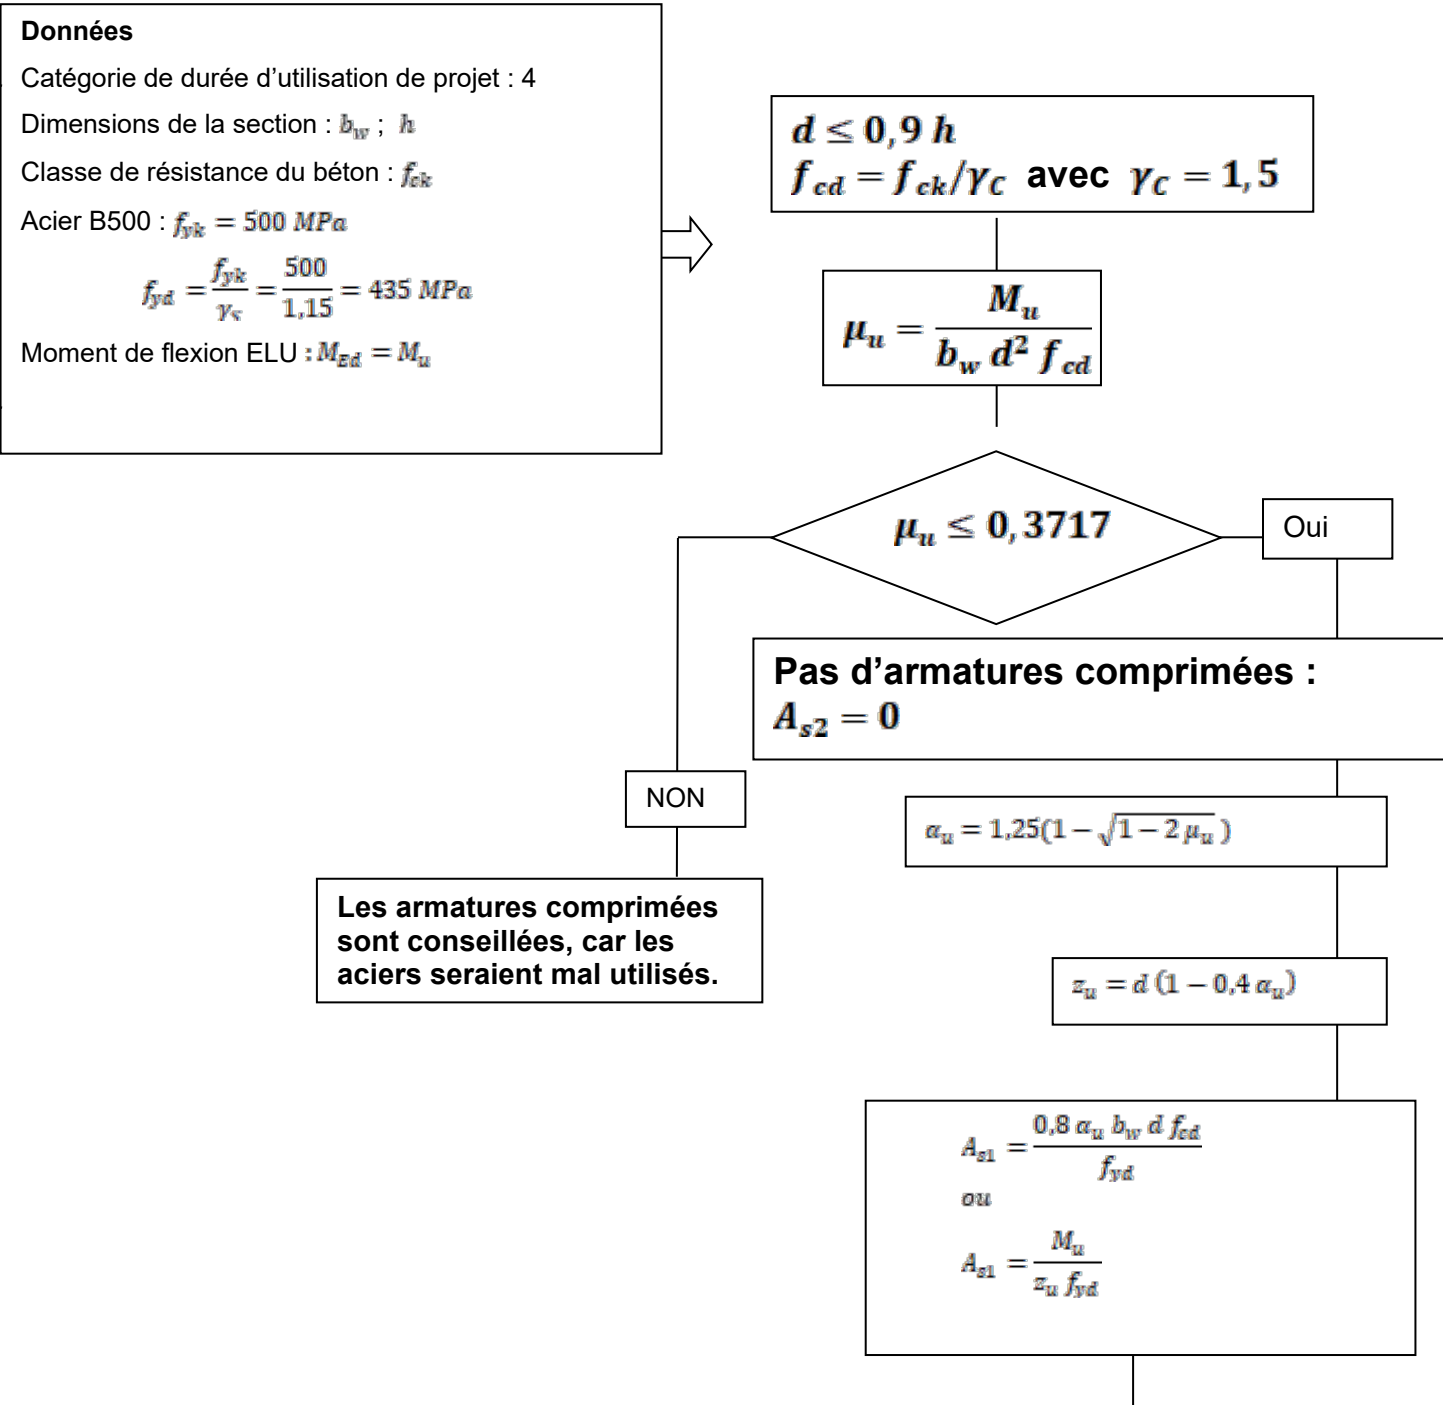 Données
Catégorie de durée d’utilisation de projet : 4
Dimensions de la section : b_w ; h
Classe de résistance du béton : f_ck
Acier B500 : f_yk = 500 MPa
f_yd = f_yk/γ_S = 500/1,15 = 435 MPa
Moment de flexion ELU : M_Ed = M_u
d ≤ 0,9 h
f_cd = f_ck/γ_C avec γ_C = 1,5
μ_u = M_u/(b_w d² f_cd)
μ_u ≤ 0,3717
Oui
Pas d’armatures comprimées :
A_s2 = 0
NON
Les armatures comprimées
sont conseillées, car les
aciers seraient mal utilisés.
α_u = 1,25(1 − √(1 − 2 μ_u) )
z_u = d (1 − 0,4 α_u)
A_s1 = (0,8 α_u b_w d f_cd)/f_yd
ou
A_s1 = M_u/(z_u f_yd)